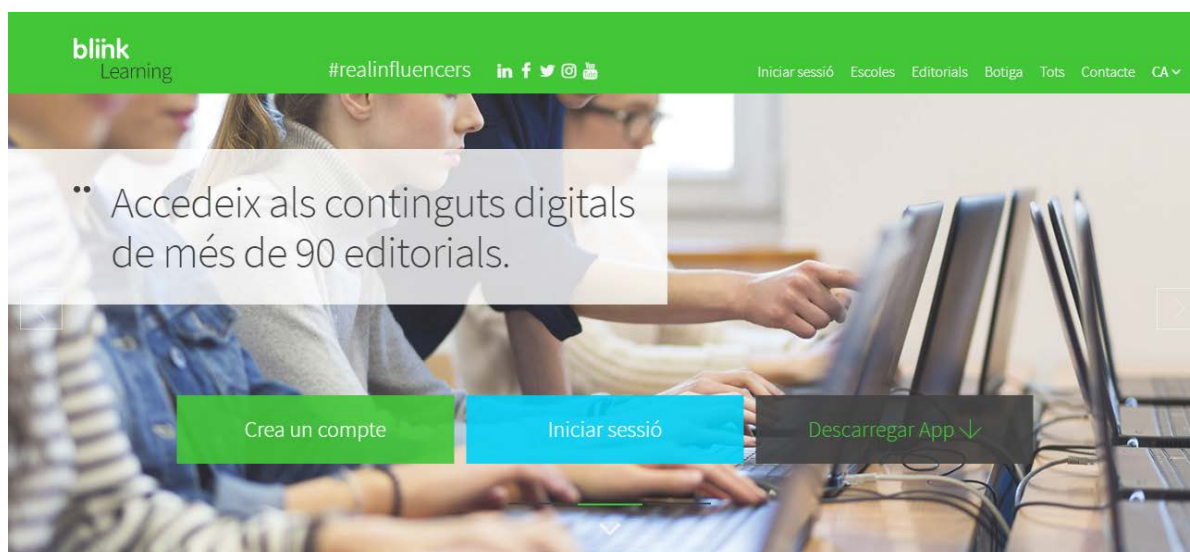 blink
Learning
#realinfluencers
Iniciar sessió Escoles Editorials Botiga Tots Contacte CA
¨ Accedeix als continguts digitals
de més de 90 editorials.
Crea un compte
Iniciar sessió
Descarregar App